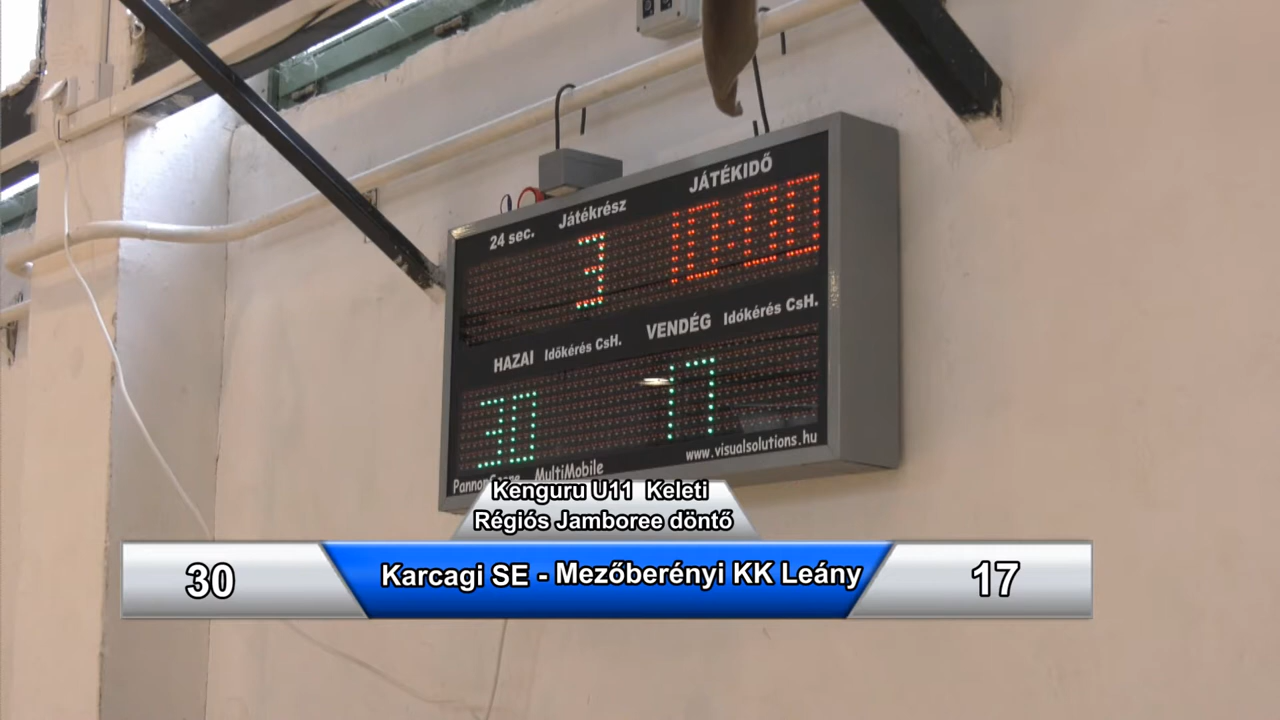 JÁTÉKIDŐ
24 sec. Játékrész
3 10:00
HAZAI Időkérés CsH. VENDÉG Időkérés CsH.
30 17
MultiMobile www.visualsolutions.hu
Kenguru U11 Keleti
Régiós Jamboree döntő
30 Karcagi SE - Mezőberényi KK Leány 17